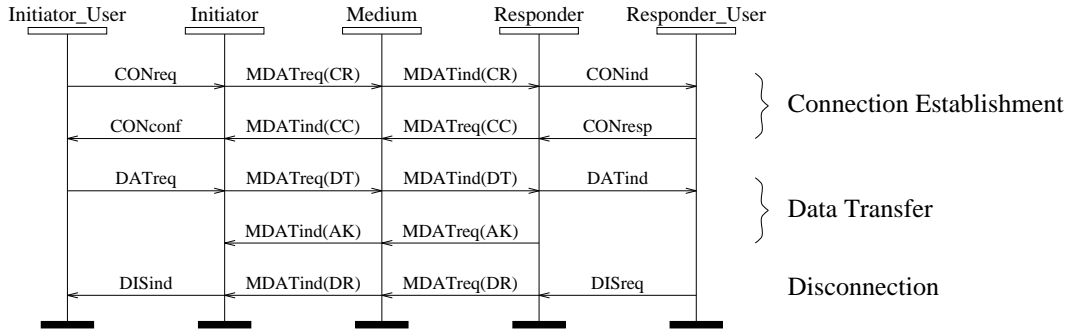 Initiator_User Initiator Medium Responder Responder_User
CONreq MDATreq(CR) MDATind(CR) CONind
Connection Establishment
CONconf MDATind(CC) MDATreq(CC) CONresp
DATreq MDATreq(DT) MDATind(DT) DATind
Data Transfer
MDATind(AK) MDATreq(AK)
DISind MDATind(DR) MDATreq(DR) DISreq Disconnection